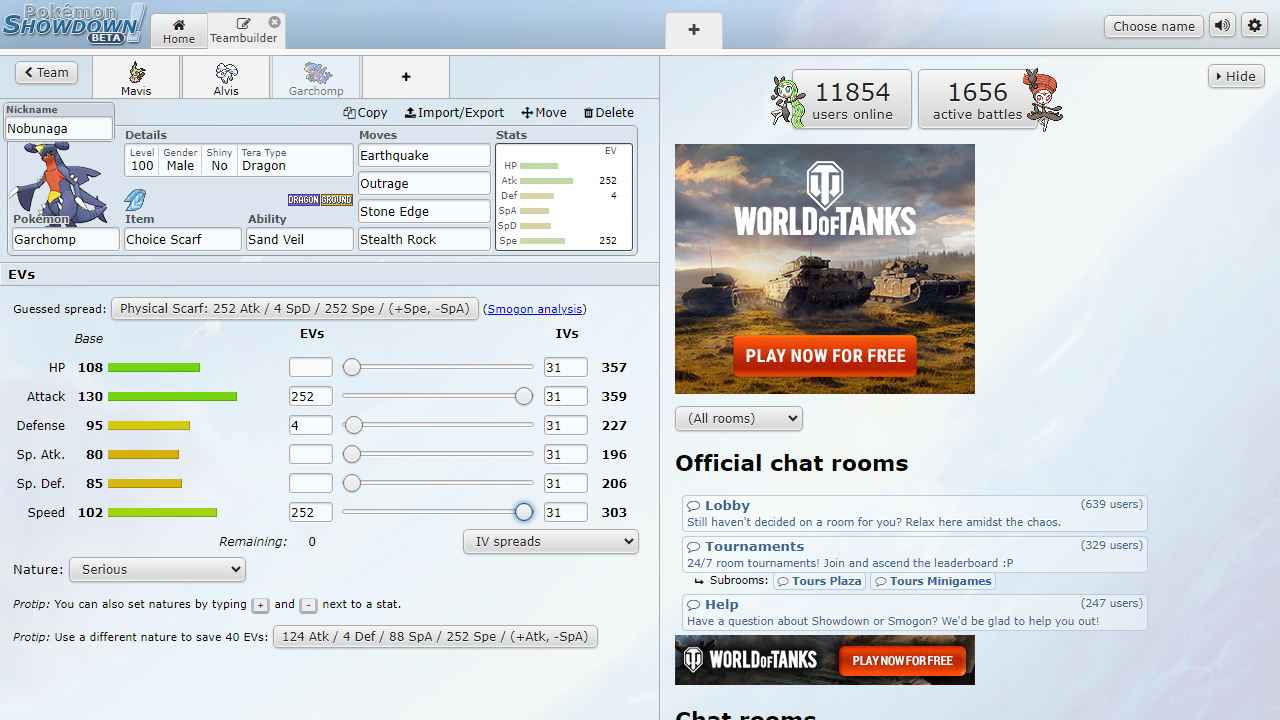 Pokémon
SHOWDOWN!
BETA
Home
Teambuilder
+
Choose name
Team
Mavis
Alvis
Garchomp
+
Hide
Nickname
Nobunaga
Copy
Import/Export
Move
Delete
Details
Level
100
Gender
Male
Shiny
No
Tera Type
Dragon
DRAGON GROUND
Pokémon
Garchomp
Item
Choice Scarf
Ability
Sand Veil
Moves
Earthquake
Outrage
Stone Edge
Stealth Rock
Stats
EV
HP
Atk 252
Def 4
SpA
SpD
Spe 252
EVs
Guessed spread: Physical Scarf: 252 Atk / 4 SpD / 252 Spe / (+Spe, -SpA) (Smogon analysis)
Base EVs IVs
HP 108 31 357
Attack 130 252 31 359
Defense 95 4 31 227
Sp. Atk. 80 31 196
Sp. Def. 85 31 206
Speed 102 252 31 303
Remaining: 0 IV spreads
Nature: Serious
Protip: You can also set natures by typing + and - next to a stat.
Protip: Use a different nature to save 40 EVs: 124 Atk / 4 Def / 88 SpA / 252 Spe / (+Atk, -SpA)
11854
users online
1656
active battles
WORLD OF TANKS
PLAY NOW FOR FREE
(All rooms)
Official chat rooms
Lobby (639 users)
Still haven't decided on a room for you? Relax here amidst the chaos.
Tournaments (329 users)
24/7 room tournaments! Join and ascend the leaderboard :P
↳ Subrooms: Tours Plaza Tours Minigames
Help (247 users)
Have a question about Showdown or Smogon? We'd be glad to help you out!
WORLD OF TANKS PLAY NOW FOR FREE
Chat rooms